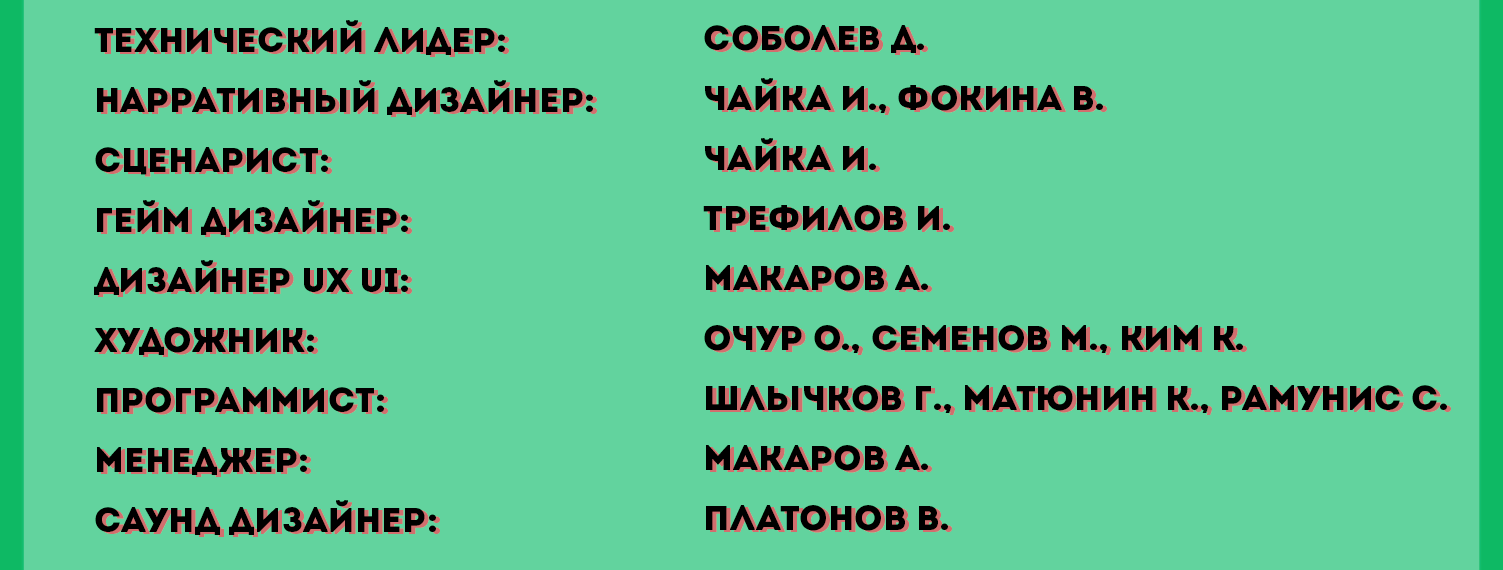 ТЕХНИЧЕСКИЙ ЛИДЕР: СОБОЛЕВ Д.
НАРРАТИВНЫЙ ДИЗАЙНЕР: ЧАЙКА И., ФОКИНА В.
СЦЕНАРИСТ: ЧАЙКА И.
ГЕЙМ ДИЗАЙНЕР: ТРЕФИЛОВ И.
ДИЗАЙНЕР UX UI: МАКАРОВ А.
ХУДОЖНИК: ОЧУР О., СЕМЕНОВ М., КИМ К.
ПРОГРАММИСТ: ШЛЫЧКОВ Г., МАТЮНИН К., РАМУНИС С.
МЕНЕДЖЕР: МАКАРОВ А.
САУНД ДИЗАЙНЕР: ПЛАТОНОВ В.